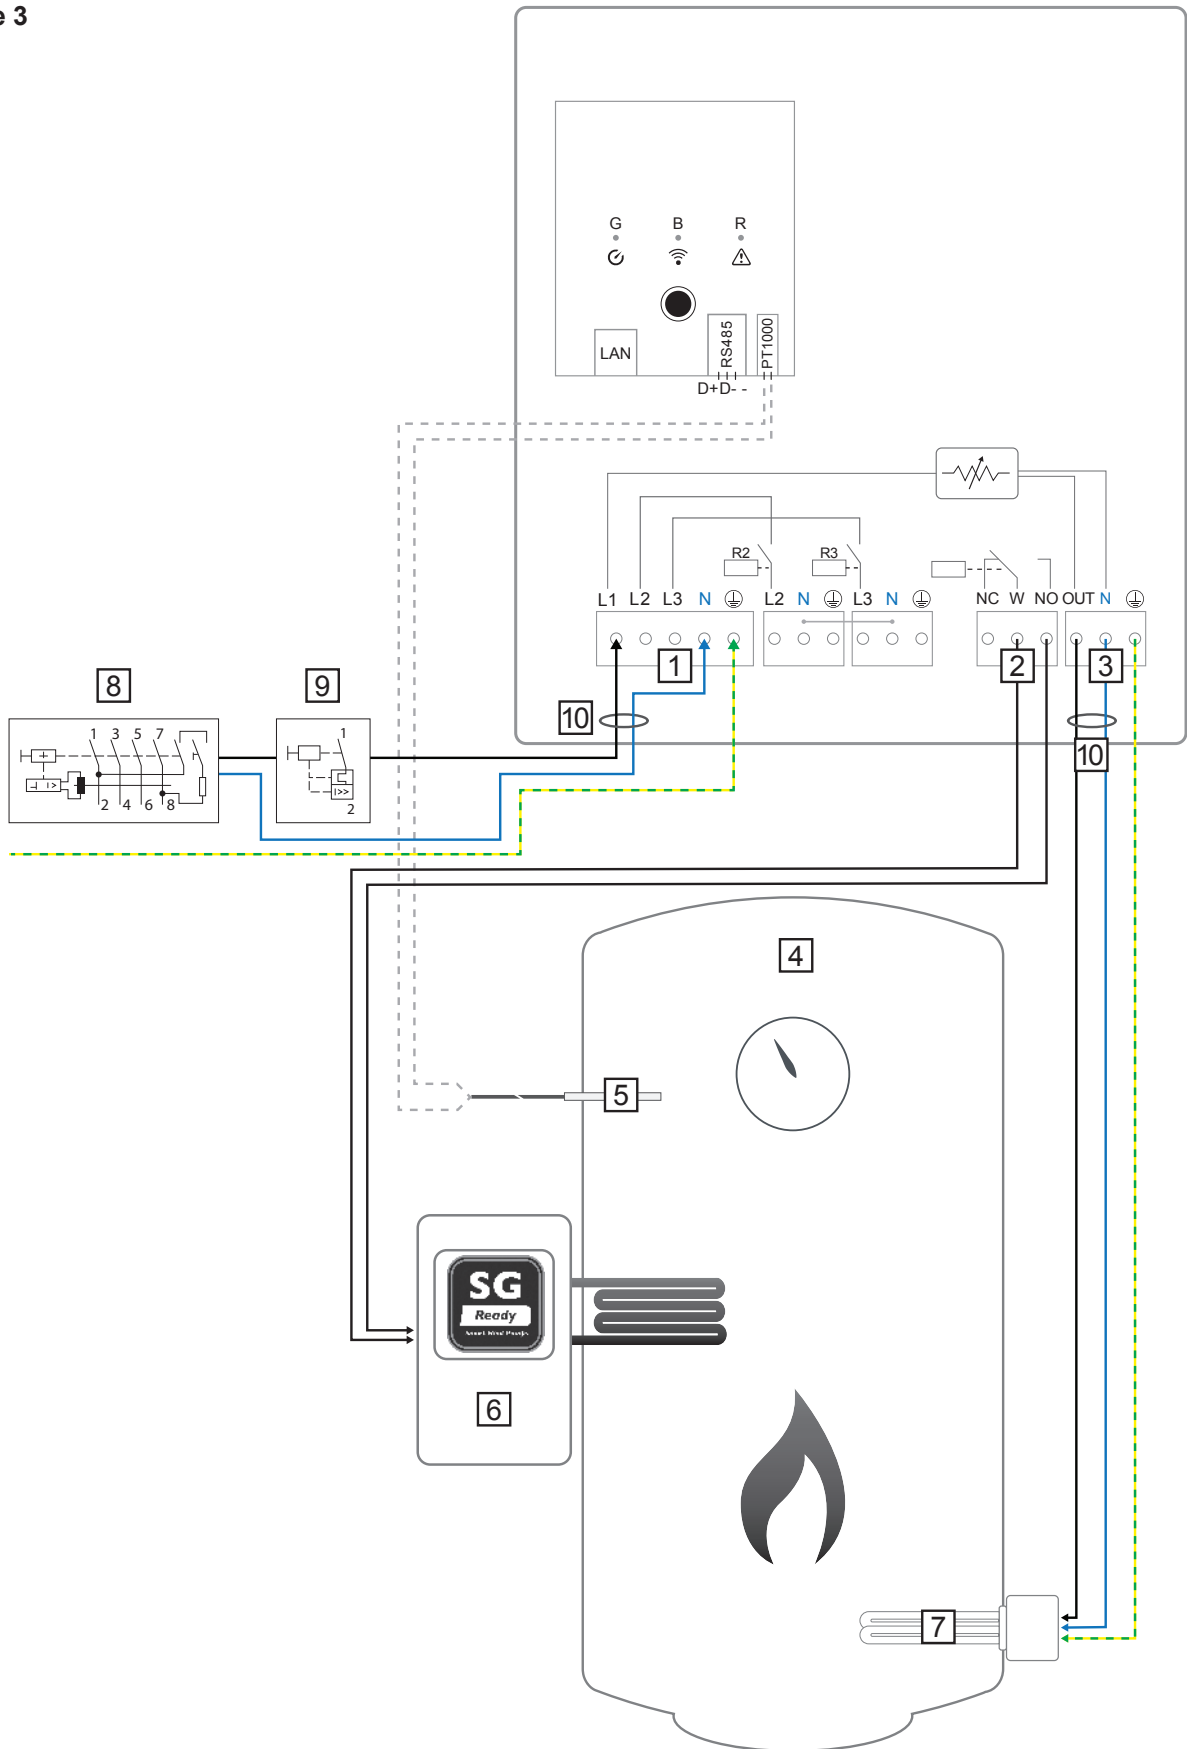 e 3
G B R
LAN
RS485
PT1000
D+D- -
R2 R3
L1 L2 L3 N L2 N L3 N NC W NO OUT N
1 2 3
8 9
10
10
1 3 5 7
2 4 6 8
I>
1
I>>
2
4
5
SG
Ready
6
7